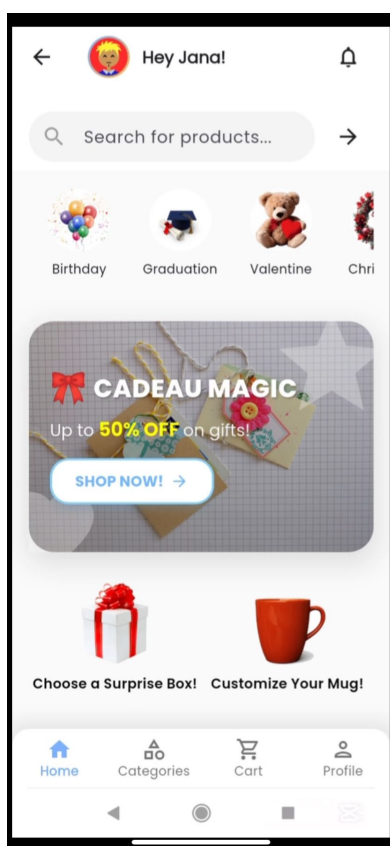 Hey Jana!
Search for products...
Birthday
Graduation
Valentine
Chri
CADEAU MAGIC
Up to 50% OFF on gifts!
SHOP NOW! →
Choose a Surprise Box!
Customize Your Mug!
Home
Categories
Cart
Profile